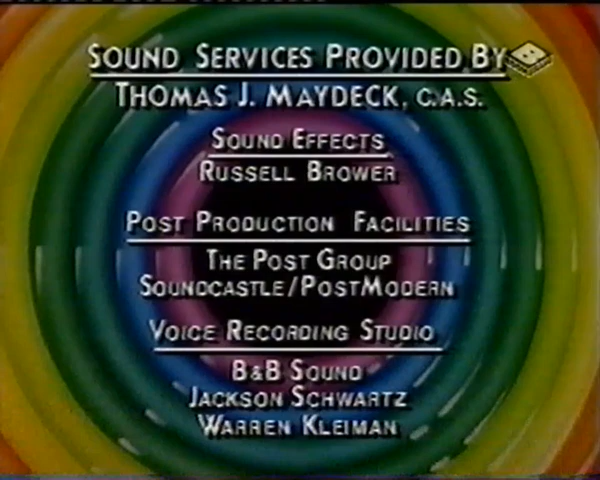 SOUND SERVICES PROVIDED BY
THOMAS J. MAYDECK, C.A.S.
SOUND EFFECTS
RUSSELL BROWER
POST PRODUCTION FACILITIES
THE POST GROUP
SOUNDCASTLE/POSTMODERN
VOICE RECORDING STUDIO
B&B SOUND
JACKSON SCHWARTZ
WARREN KLEIMAN